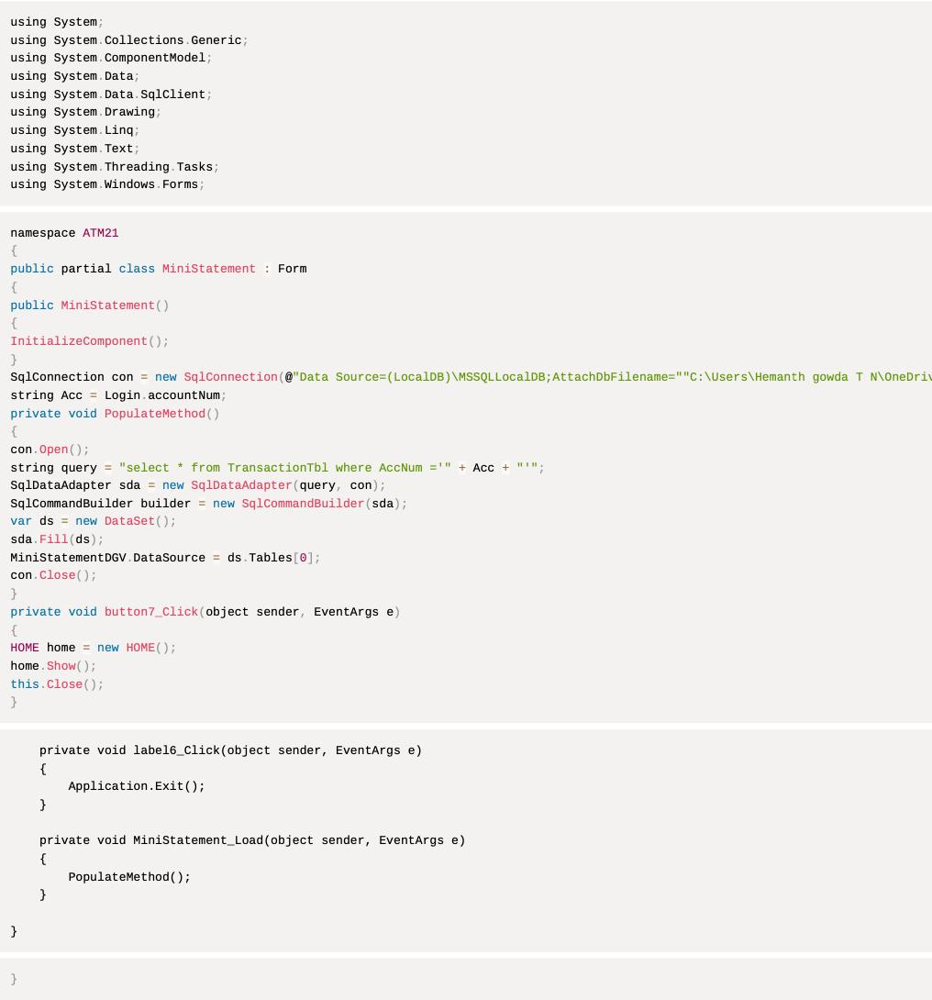 using System;
using System.Collections.Generic;
using System.ComponentModel;
using System.Data;
using System.Data.SqlClient;
using System.Drawing;
using System.Linq;
using System.Text;
using System.Threading.Tasks;
using System.Windows.Forms;
namespace ATM21
{
public partial class MiniStatement : Form
{
public MiniStatement()
{
InitializeComponent();
}
SqlConnection con = new SqlConnection(@"Data Source=(LocalDB)\MSSQLLocalDB;AttachDbFilename=""C:\Users\Hemanth gowda T N\OneDriv
string Acc = Login.accountNum;
private void PopulateMethod()
{
con.Open();
string query = "select * from TransactionTbl where AccNum ='" + Acc + "'";
SqlDataAdapter sda = new SqlDataAdapter(query, con);
SqlCommandBuilder builder = new SqlCommandBuilder(sda);
var ds = new DataSet();
sda.Fill(ds);
MiniStatementDGV.DataSource = ds.Tables[0];
con.Close();
}
private void button7_Click(object sender, EventArgs e)
{
HOME home = new HOME();
home.Show();
this.Close();
}
    private void label6_Click(object sender, EventArgs e)
    {
        Application.Exit();
    }
    private void MiniStatement_Load(object sender, EventArgs e)
    {
        PopulateMethod();
    }
}
}